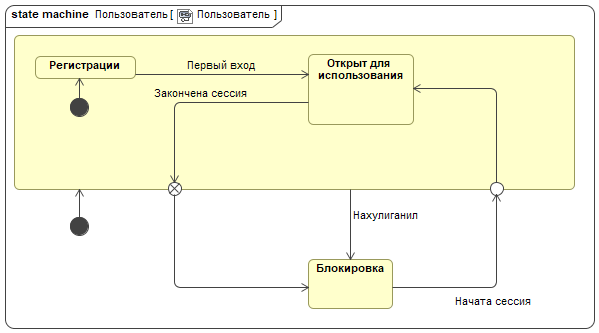 state machine Пользователь [ Пользователь ]
Регистрации
Первый вход
Открыт для
использования
Закончена сессия
Нахулиганил
Блокировка
Начата сессия